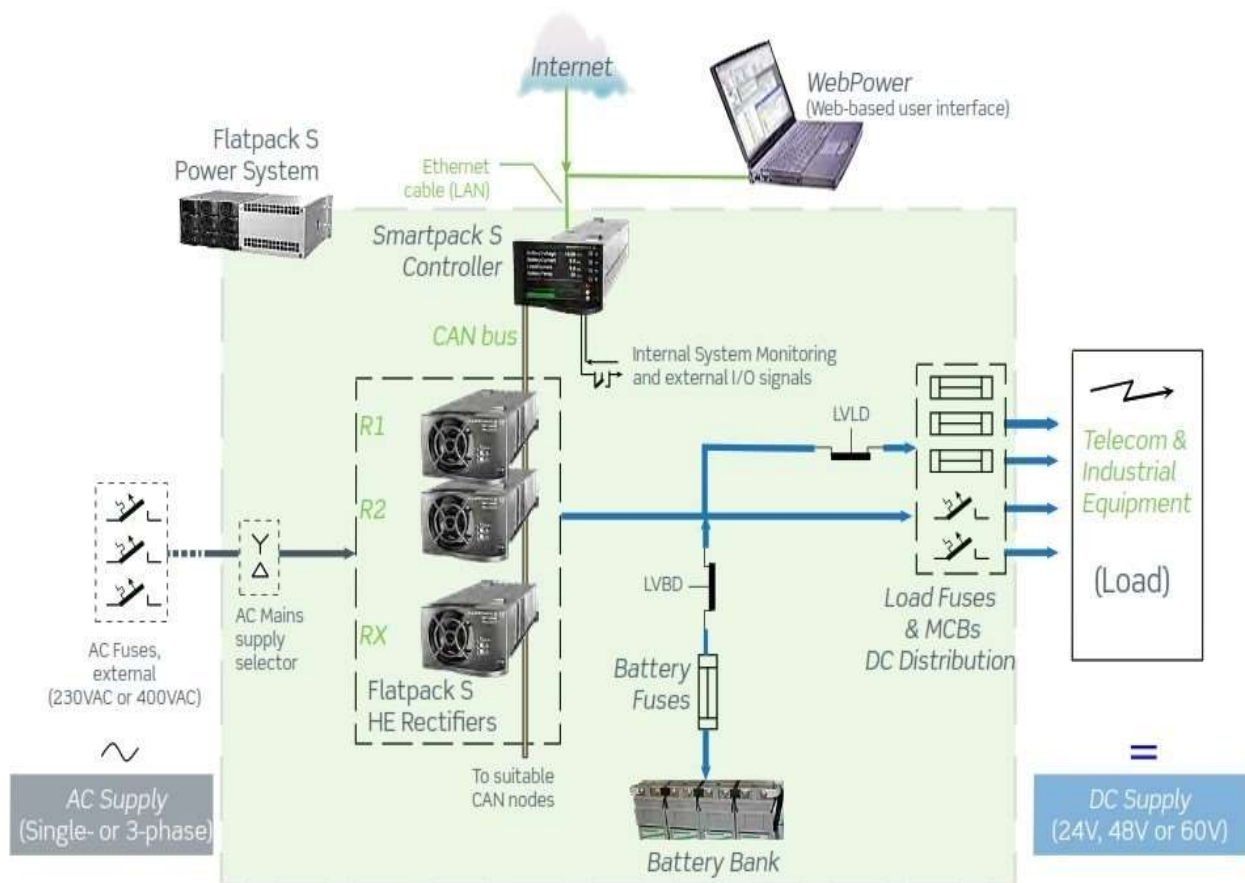 Internet
WebPower
(Web-based user interface)
Flatpack S
Power System
Ethernet
cable (LAN)
Smartpack S
Controller
CAN bus
Internal System Monitoring
and external I/O signals
R1
R2
RX
Flatpack S
HE Rectifiers
LVLD
LVBD
Telecom &
Industrial
Equipment
(Load)
AC Mains
supply
selector
AC Fuses,
external
(230VAC or 400VAC)
Load Fuses
& MCBs
DC Distribution
Battery
Fuses
To suitable
CAN nodes
Battery Bank
AC Supply
(Single- or 3-phase)
DC Supply
(24V, 48V or 60V)